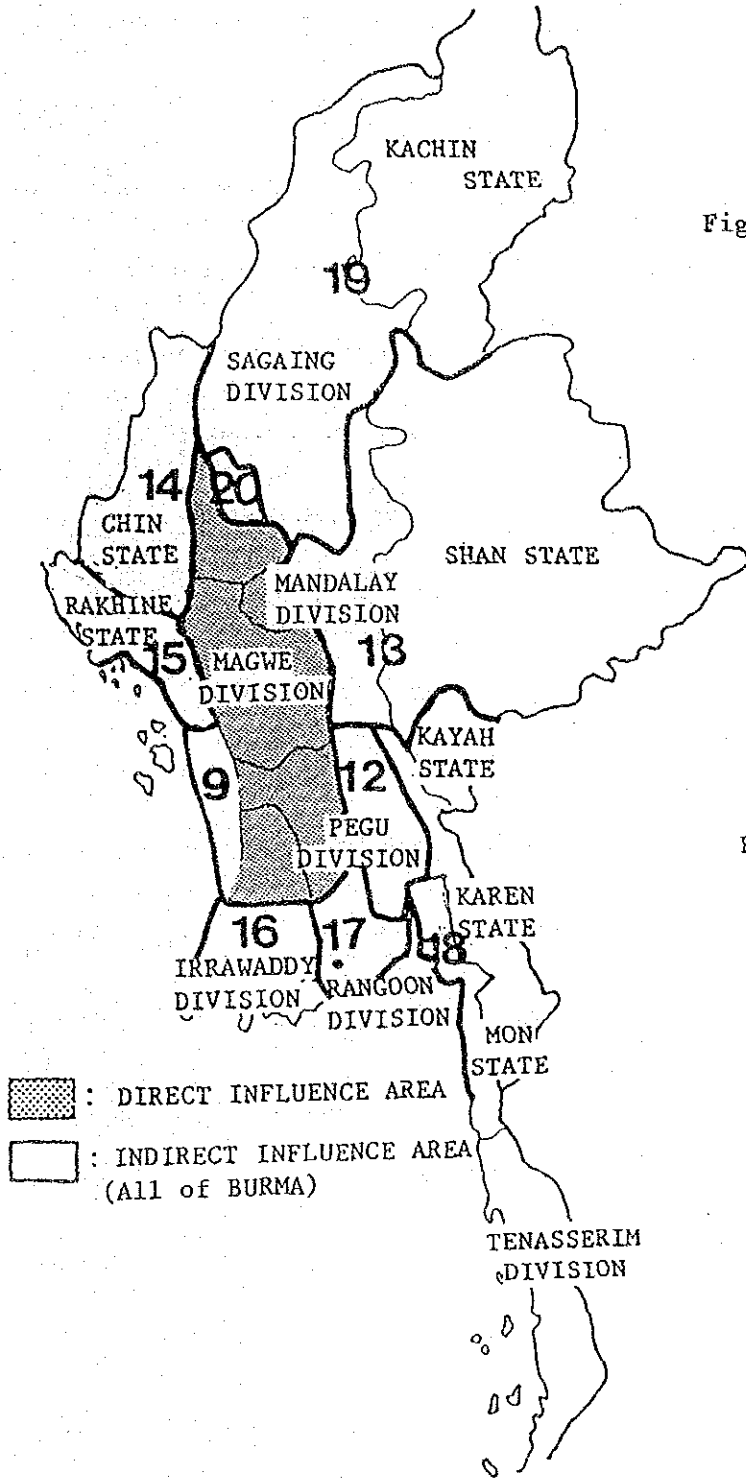 KACHIN
STATE
Fig
19
SAGAING
DIVISION
14
20
CHIN
STATE
SHAN STATE
MANDALAY
DIVISION
RAKHINE
STATE
13
15
MAGWE
DIVISION
KAYAH
STATE
9
12
PEGU
DIVISION
KAREN
STATE
16
17
18
IRRAWADDY
DIVISION
RANGOON
DIVISION
MON
STATE
: DIRECT INFLUENCE AREA
: INDIRECT INFLUENCE AREA
(All of BURMA)
TENASSERIM
DIVISION